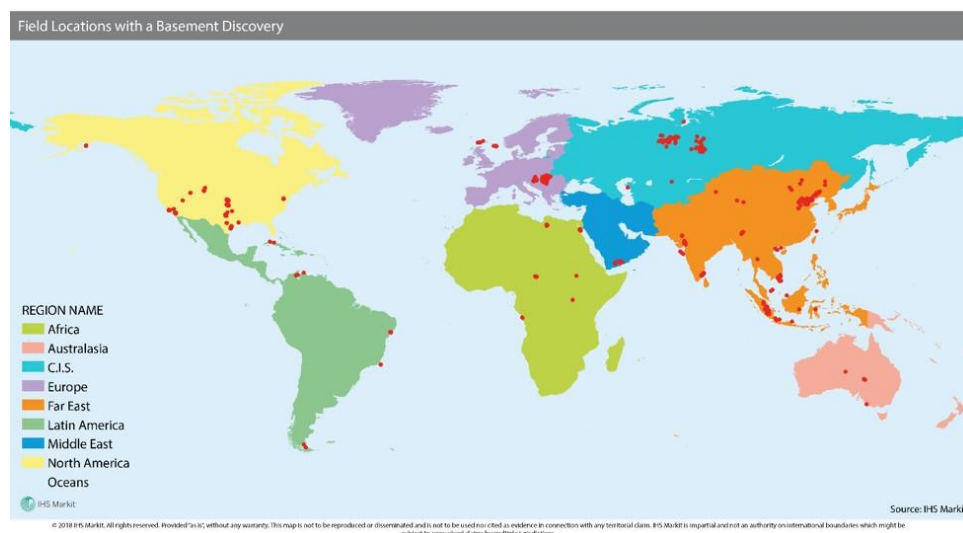 Field Locations with a Basement Discovery
REGION NAME
Africa
Australasia
C.I.S.
Europe
Far East
Latin America
Middle East
North America
Oceans
IHS Markit
Source: IHS Marki
© 2018 IHS Markit. All rights reserved. Provided "as is", without any warranty. This map is not to be reproduced or disseminated and is not to be used nor cited as evidence in connection with any territorial claim. IHS Markit is impartial and not an authority on international boundaries which might be